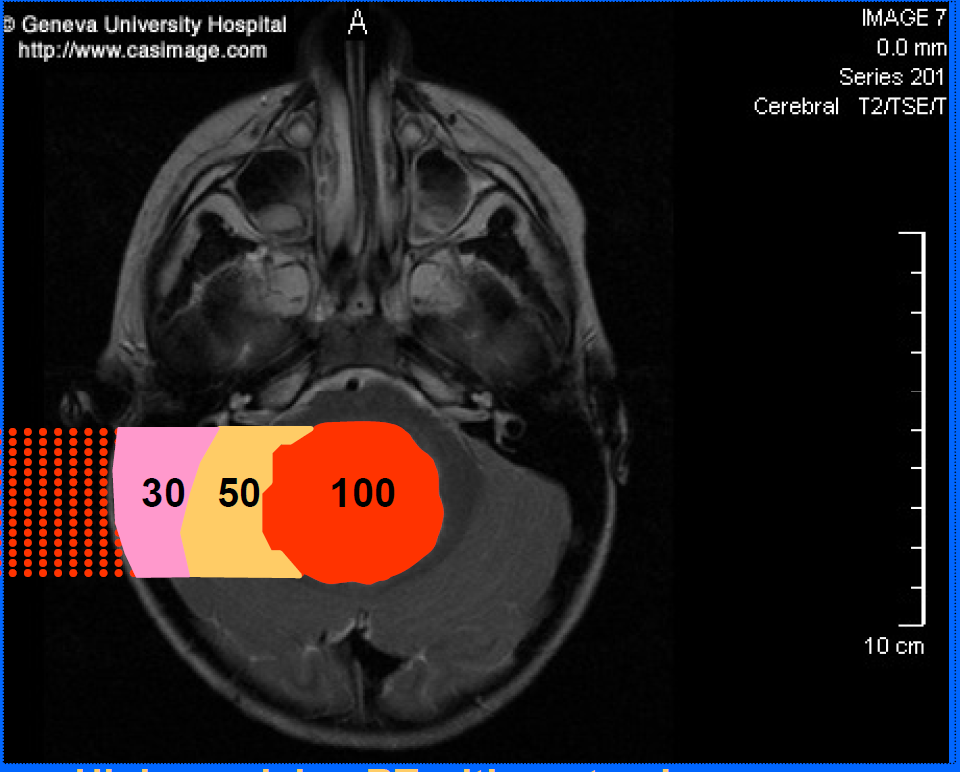 © Geneva University Hospital
http://www.casimage.com
A
IMAGE 7
0.0 mm
Series 201
Cerebral T2/TSE/T
30 50 100
10 cm